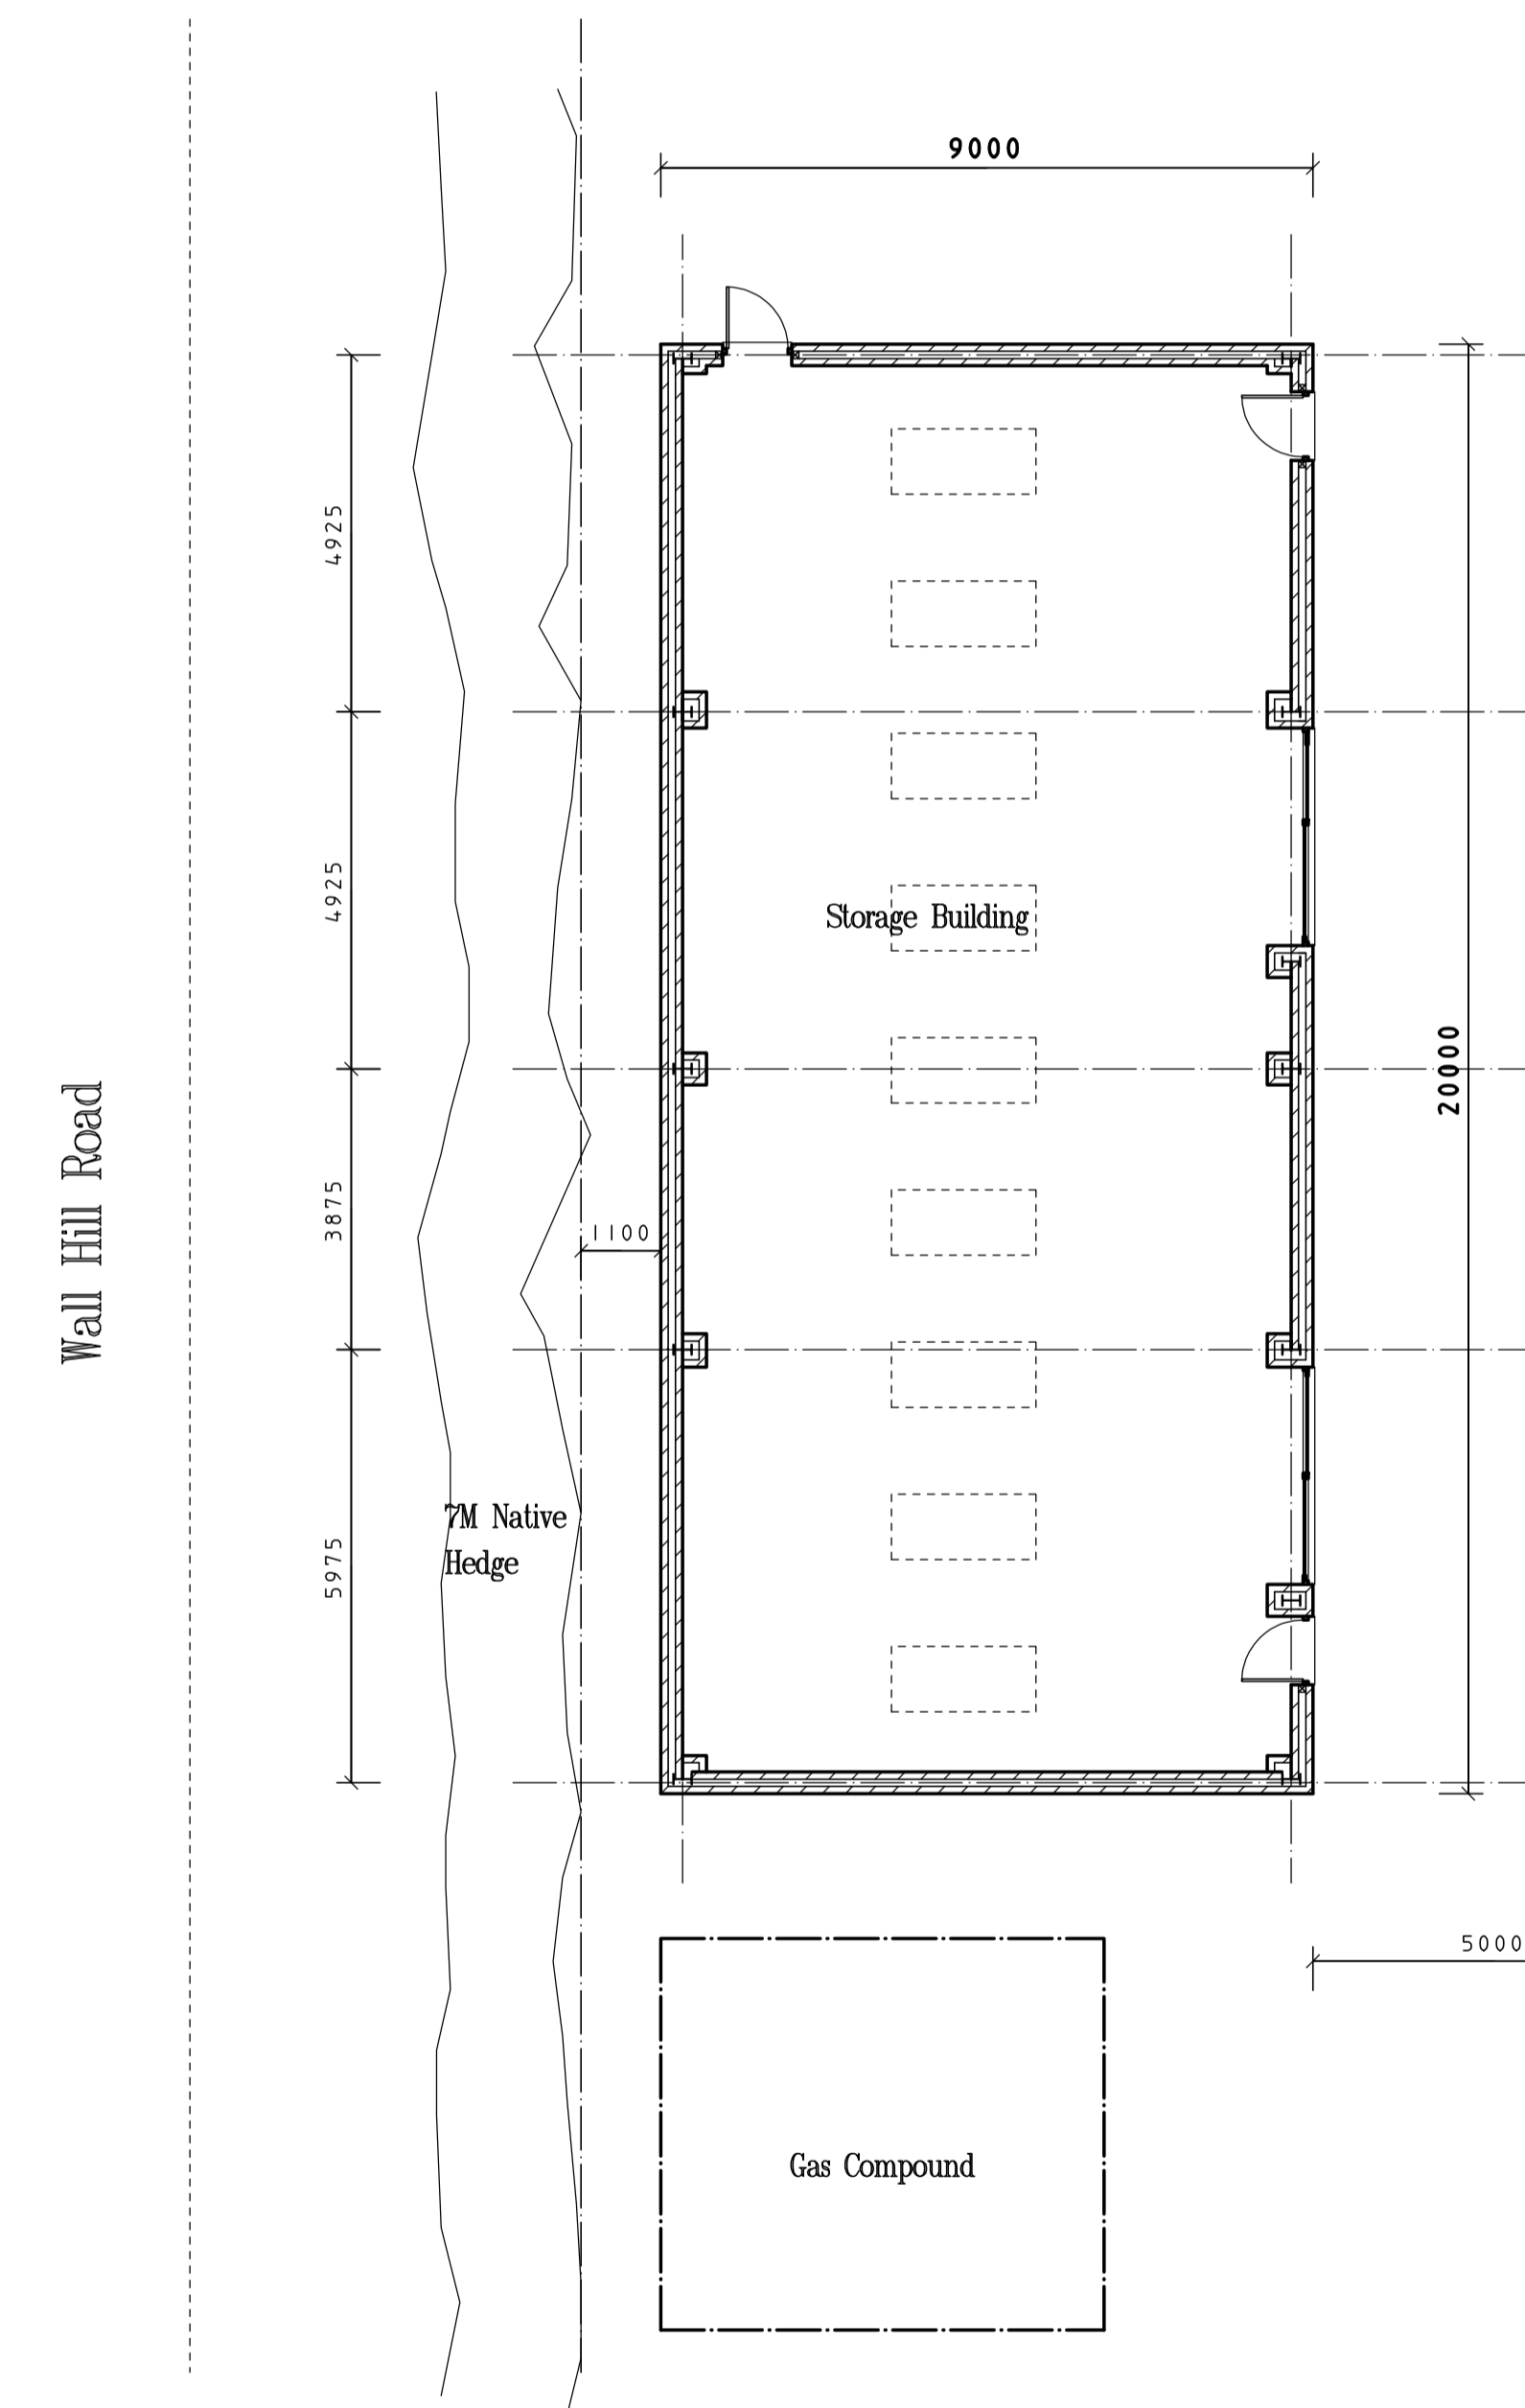 9000
4925
4925
Storage Building
20000
Wall Hill Road
3875
1100
7M Native
Hedge
5975
5000
Gas Compound